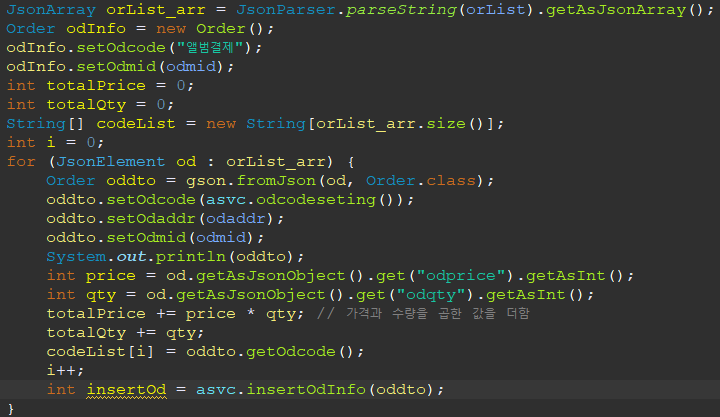 JsonArray orList_arr = JsonParser.parseString(orList).getAsJsonArray();
Order odInfo = new Order();
odInfo.setOdcode("앨범결제");
odInfo.setOdmid(odmid);
int totalPrice = 0;
int totalQty = 0;
String[] codeList = new String[orList_arr.size()];
int i = 0;
for (JsonElement od : orList_arr) {
    Order oddto = gson.fromJson(od, Order.class);
    oddto.setOdcode(asvc.odcodeseting());
    oddto.setOdaddr(odaddr);
    oddto.setOdmid(odmid);
    System.out.println(oddto);
    int price = od.getAsJsonObject().get("odprice").getAsInt();
    int qty = od.getAsJsonObject().get("odqty").getAsInt();
    totalPrice += price * qty; // 가격과 수량을 곱한 값을 더함
    totalQty += qty;
    codeList[i] = oddto.getOdcode();
    i++;
    int insertOd = asvc.insertOdInfo(oddto);
}